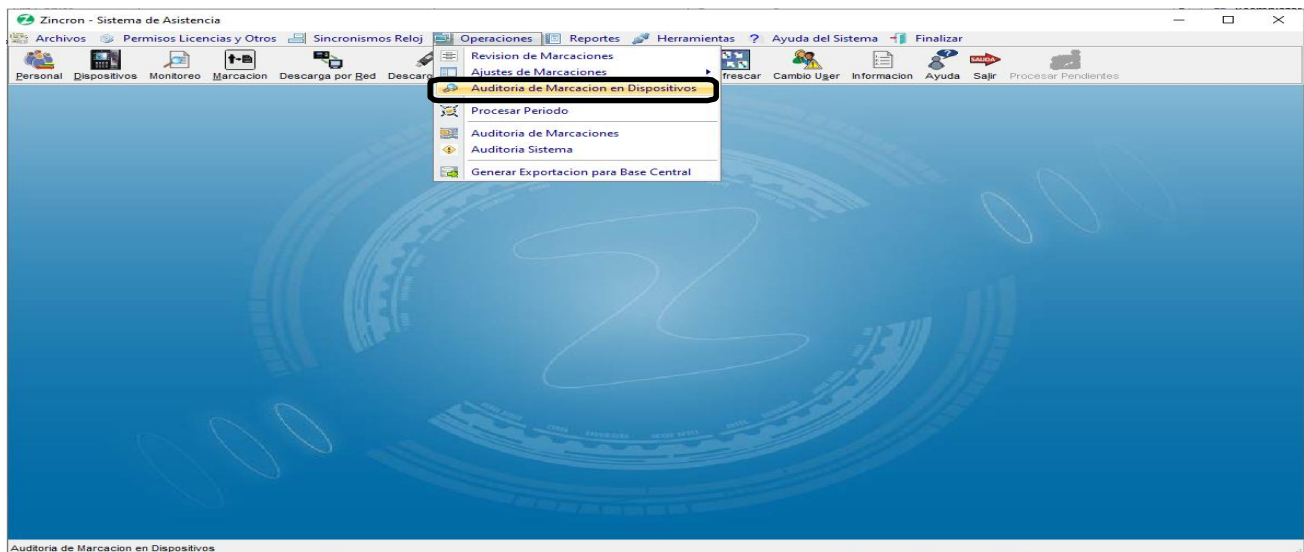 Zincron - Sistema de Asistencia
Archivos Permisos Licencias y Otros Sincronismos Reloj Operaciones Reportes Herramientas ? Ayuda del Sistema Finalizar
Personal Dispositivos Monitoreo Marcacion Descarga por Red Descarg frescar Cambio User Informacion Ayuda Salir Procesar Pendientes
SALIDA
Revision de Marcaciones
Ajustes de Marcaciones
Auditoria de Marcacion en Dispositivos
Procesar Periodo
Auditoria de Marcaciones
Auditoria Sistema
Generar Exportacion para Base Central
Auditoria de Marcacion en Dispositivos